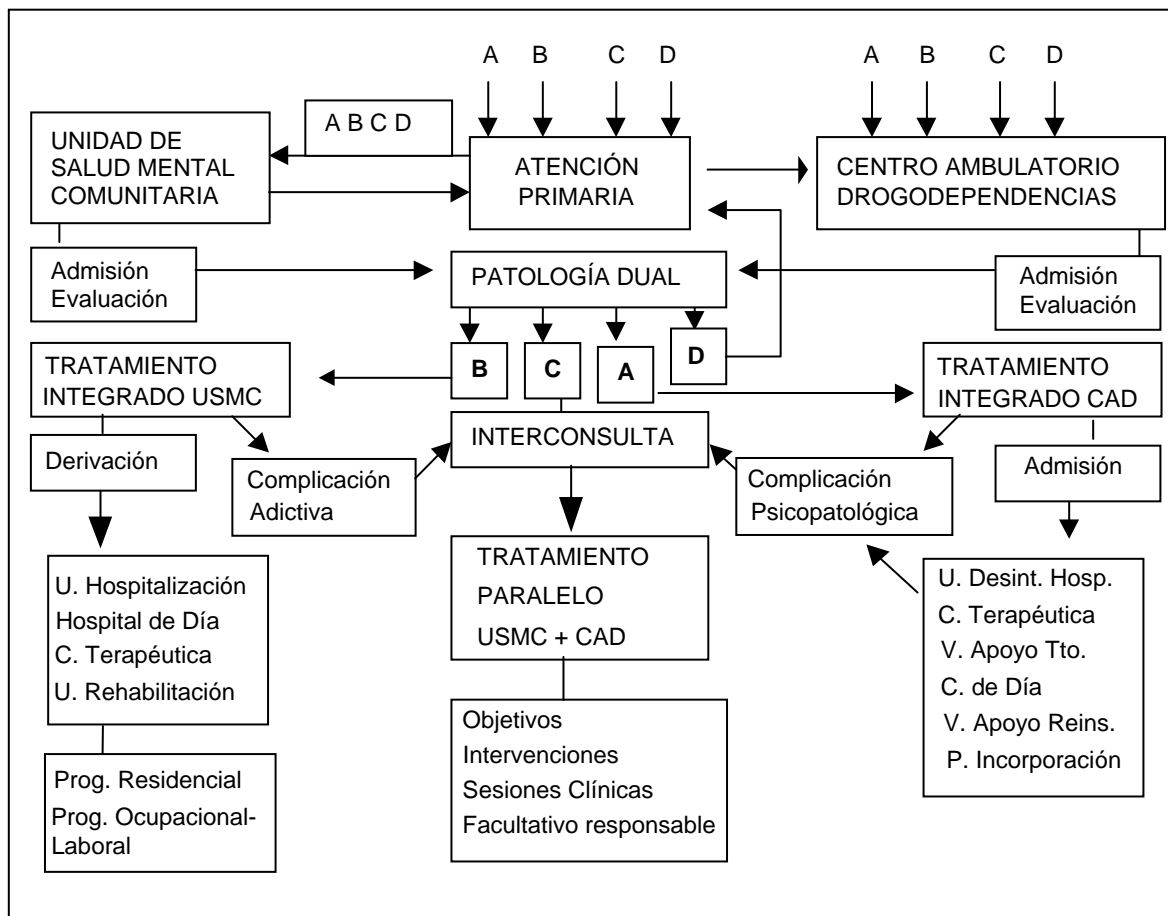 A B C D
A B C D
A B C D
UNIDAD DE
SALUD MENTAL
COMUNITARIA
ATENCIÓN
PRIMARIA
CENTRO AMBULATORIO
DROGODEPENDENCIAS
Admisión
Evaluación
PATOLOGÍA DUAL
Admisión
Evaluación
B
C
A
D
TRATAMIENTO
INTEGRADO USMC
TRATAMIENTO
INTEGRADO CAD
INTERCONSULTA
Derivación
Complicación
Adictiva
Complicación
Psicopatológica
Admisión
U. Hospitalización
Hospital de Día
C. Terapéutica
U. Rehabilitación
TRATAMIENTO
PARALELO
USMC + CAD
U. Desint. Hosp.
C. Terapéutica
V. Apoyo Tto.
C. de Día
V. Apoyo Reins.
P. Incorporación
Prog. Residencial
Prog. Ocupacional-
Laboral
Objetivos
Intervenciones
Sesiones Clínicas
Facultativo responsable